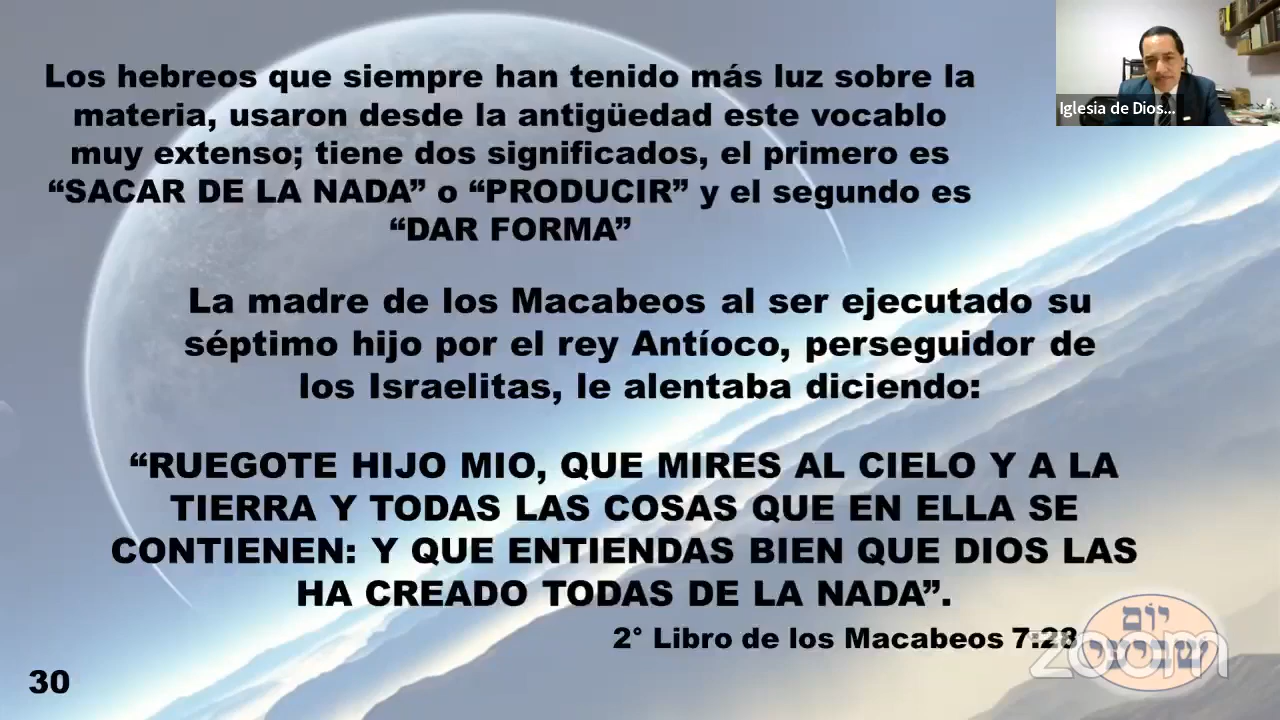 Los hebreos que siempre han tenido más luz sobre la
materia, usaron desde la antigüedad este vocablo
muy extenso; tiene dos significados, el primero es
“SACAR DE LA NADA” o “PRODUCIR” y el segundo es
“DAR FORMA”
Iglesia de Dios...
La madre de los Macabeos al ser ejecutado su
séptimo hijo por el rey Antíoco, perseguidor de
los Israelitas, le alentaba diciendo:
“RUEGOTE HIJO MIO, QUE MIRES AL CIELO Y A LA
TIERRA Y TODAS LAS COSAS QUE EN ELLA SE
CONTIENEN: Y QUE ENTIENDAS BIEN QUE DIOS LAS
HA CREADO TODAS DE LA NADA”.
2° Libro de los Macabeos 7:28
יוֹם
שביעי
zoom
30